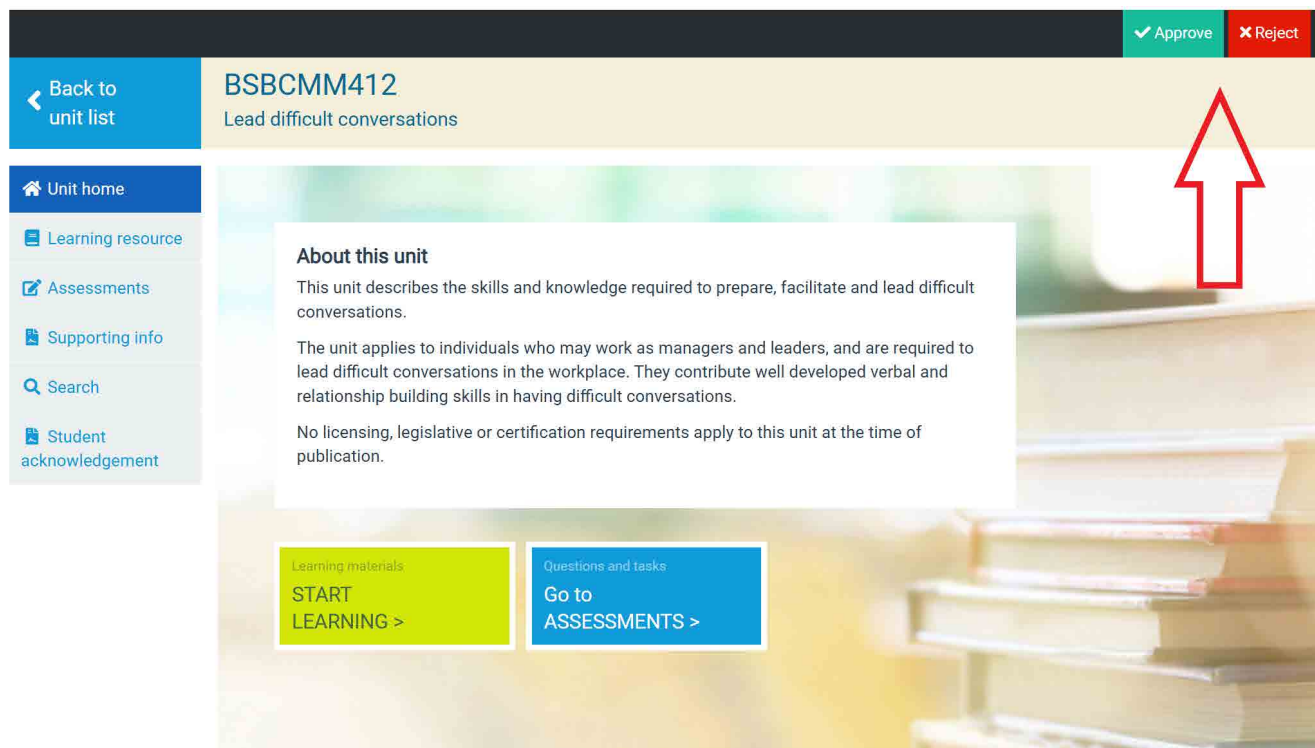 Approve
Reject
Back to
unit list
BSBCMM412
Lead difficult conversations
Unit home
Learning resource
Assessments
Supporting info
Search
Student
acknowledgement
About this unit
This unit describes the skills and knowledge required to prepare, facilitate and lead difficult
conversations.
The unit applies to individuals who may work as managers and leaders, and are required to
lead difficult conversations in the workplace. They contribute well developed verbal and
relationship building skills in having difficult conversations.
No licensing, legislative or certification requirements apply to this unit at the time of
publication.
Learning materials
START
LEARNING >
Questions and tasks
Go to
ASSESSMENTS >